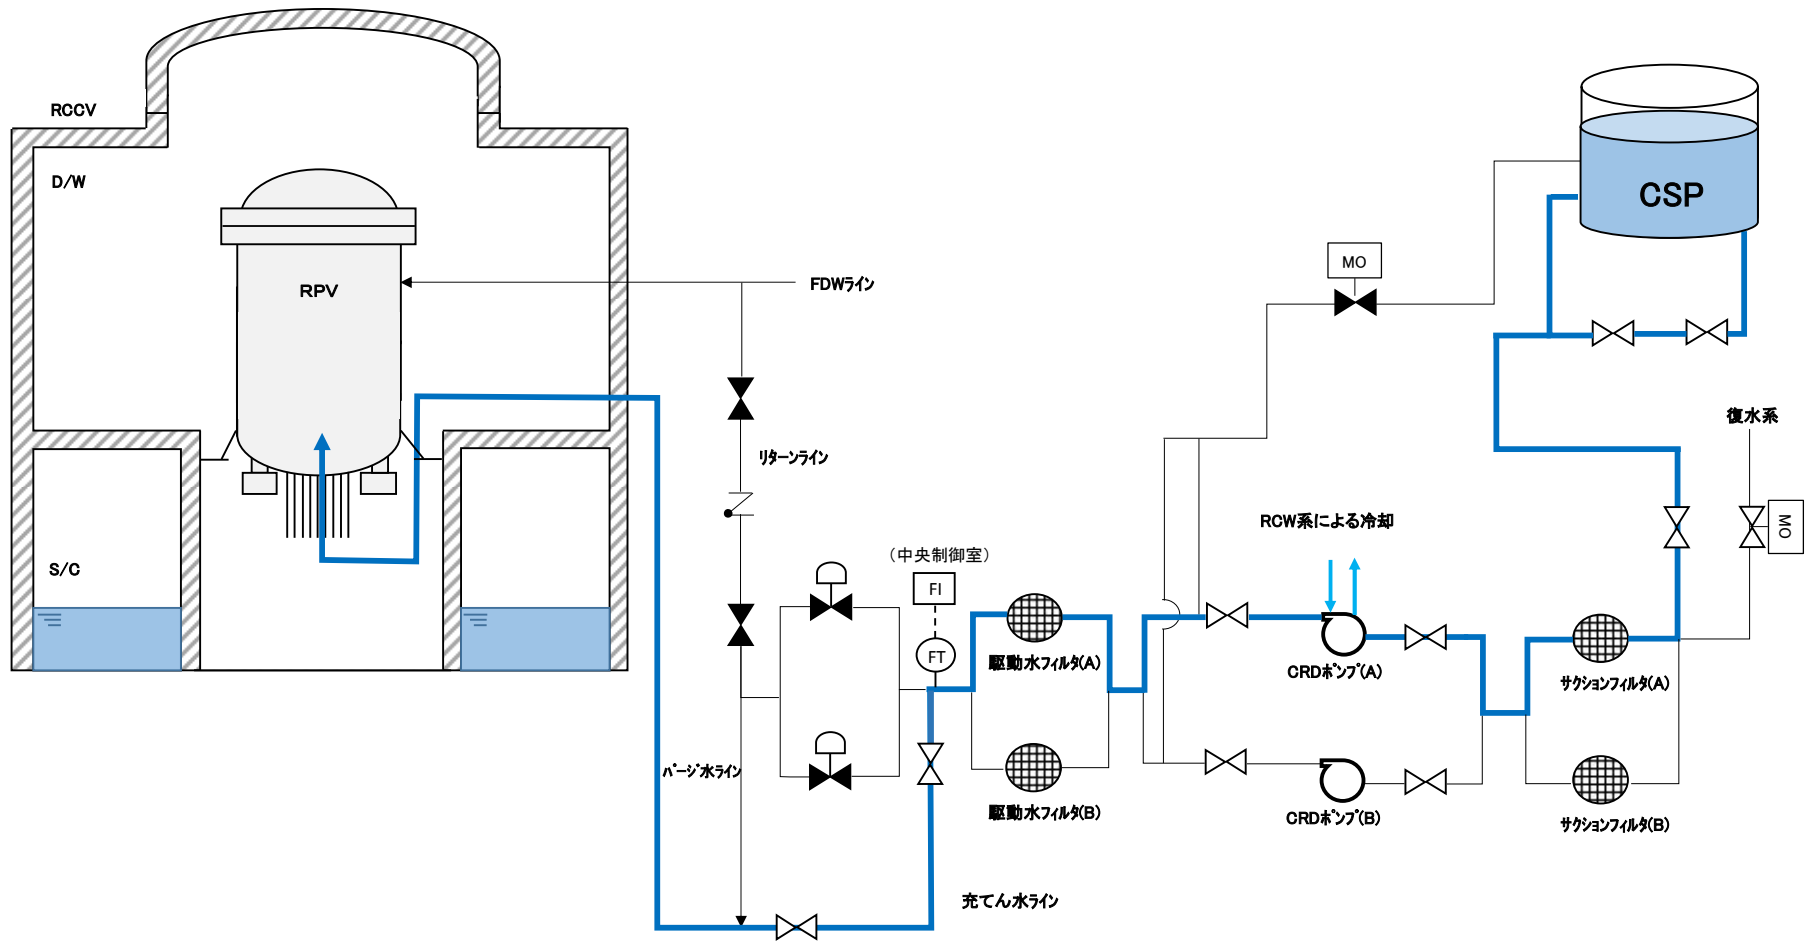 RCCV
D/W
CSP
MO
FDWライン
RPV
復水系
リターンライン
RCW系による冷却
MO
(中央制御室)
S/C
FI
FT
駆動水フィルタ(A)
CRDポンプ(A)
サクションフィルタ(A)
パージ水ライン
駆動水フィルタ(B)
CRDポンプ(B)
サクションフィルタ(B)
充てん水ライン